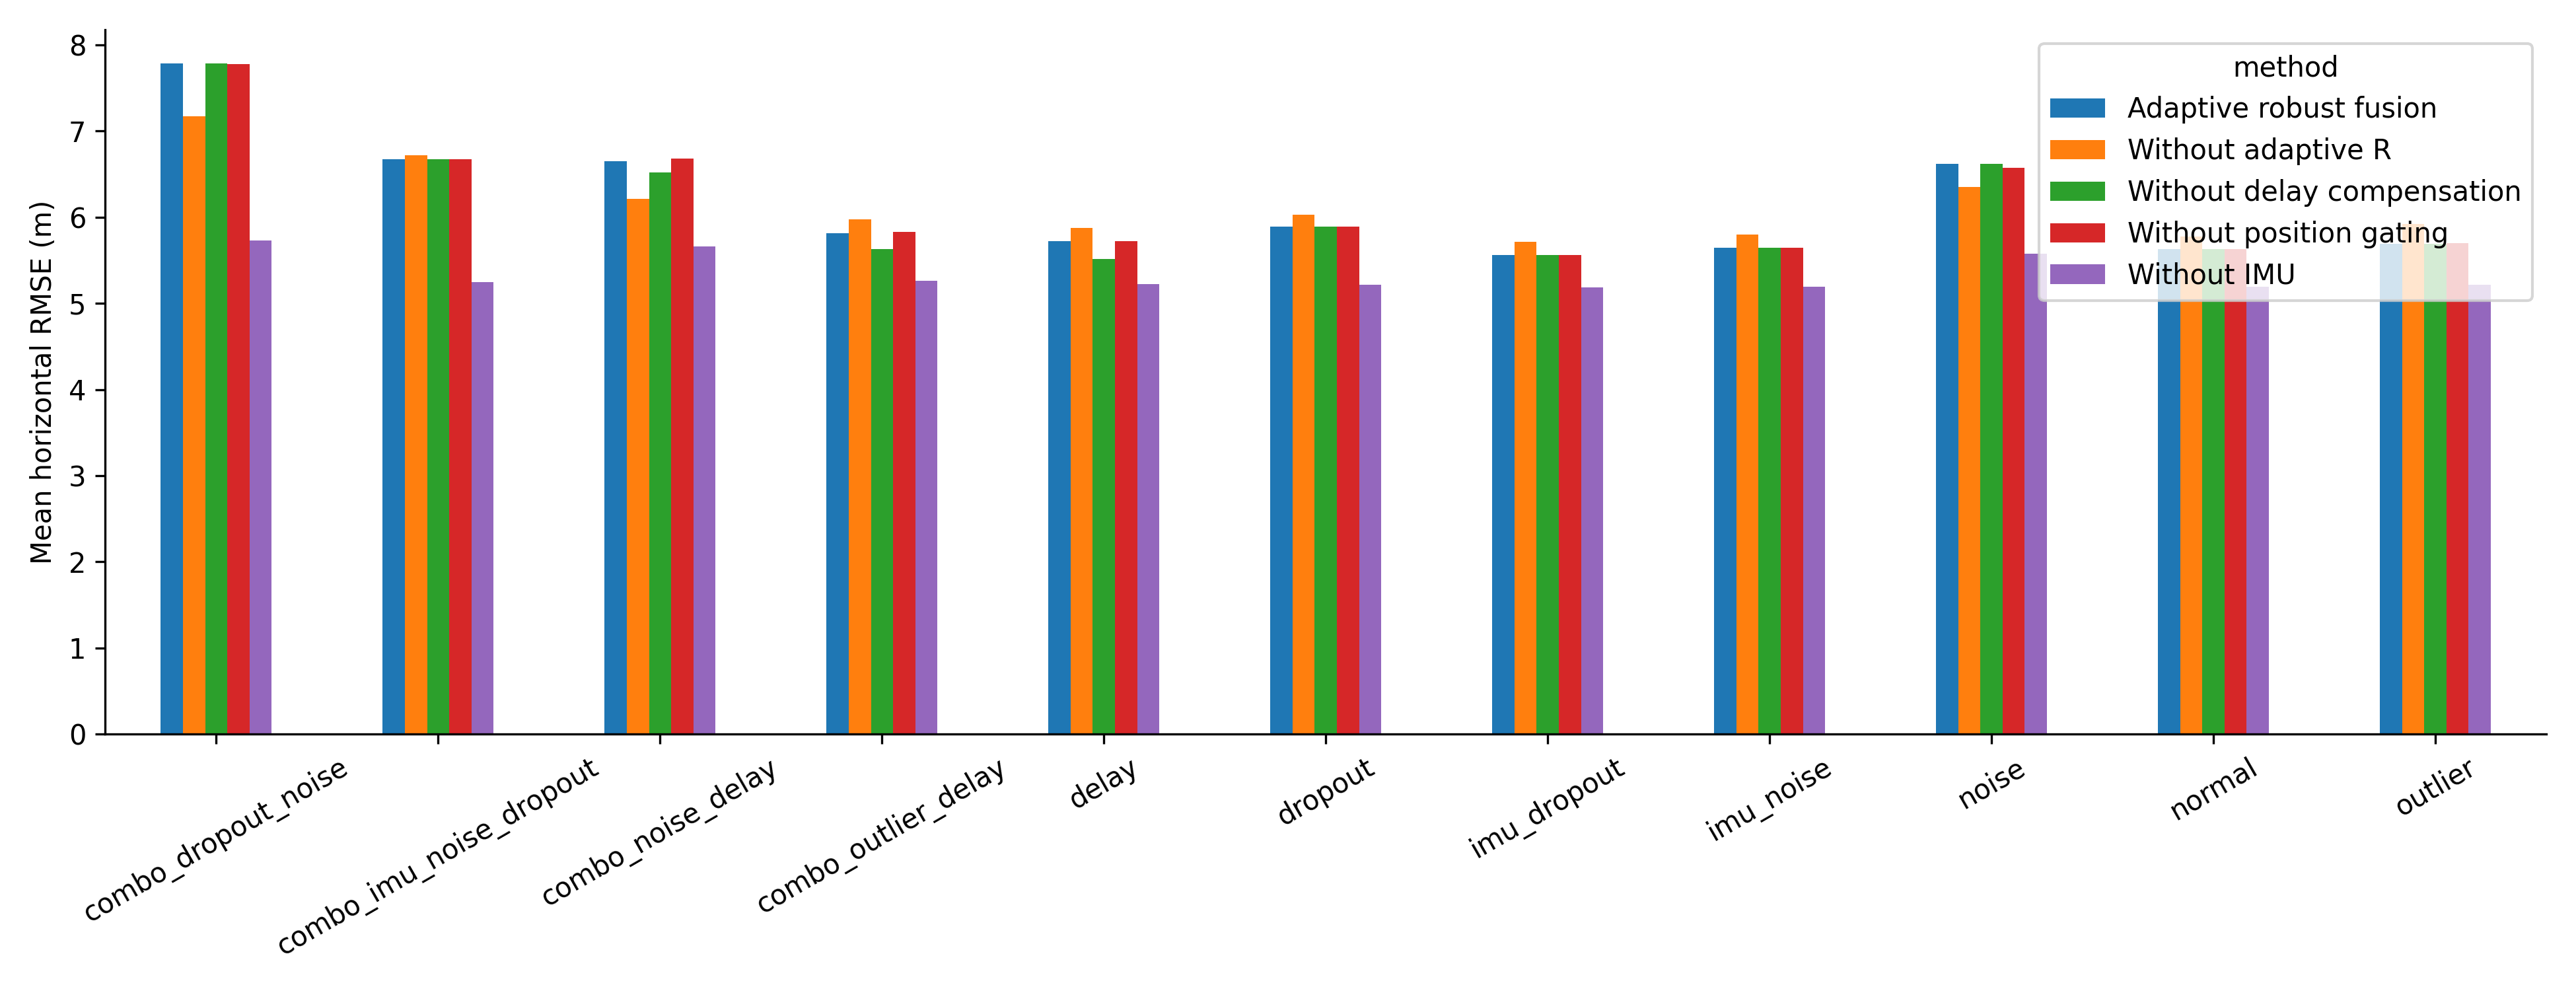 Mean horizontal RMSE (m)
8
7
6
5
4
3
2
1
0
method
Adaptive robust fusion
Without adaptive R
Without delay compensation
Without position gating
Without IMU
combo_dropout_noise
combo_imu_noise_dropout
combo_noise_delay
combo_outlier_delay
delay
dropout
imu_dropout
imu_noise
noise
normal
outlier